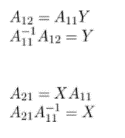 A₁₂ = A₁₁Y
A₁₁⁻¹A₁₂ = Y
A₂₁ = XA₁₁
A₂₁A₁₁⁻¹ = X